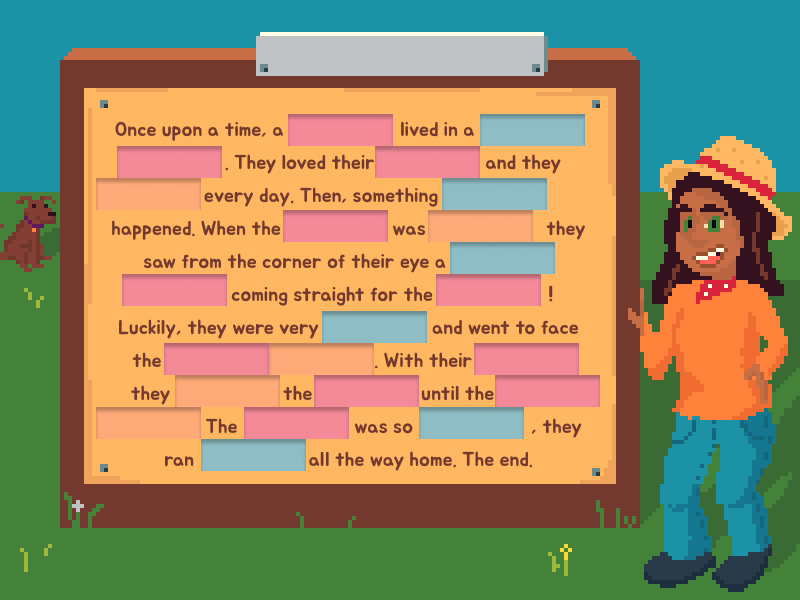 Once upon a time, a lived in a
. They loved their and they
every day. Then, something
happened. When the was they
saw from the corner of their eye a
coming straight for the !
Luckily, they were very and went to face
the . With their
they the until the
The was so , they
ran all the way home. The end.